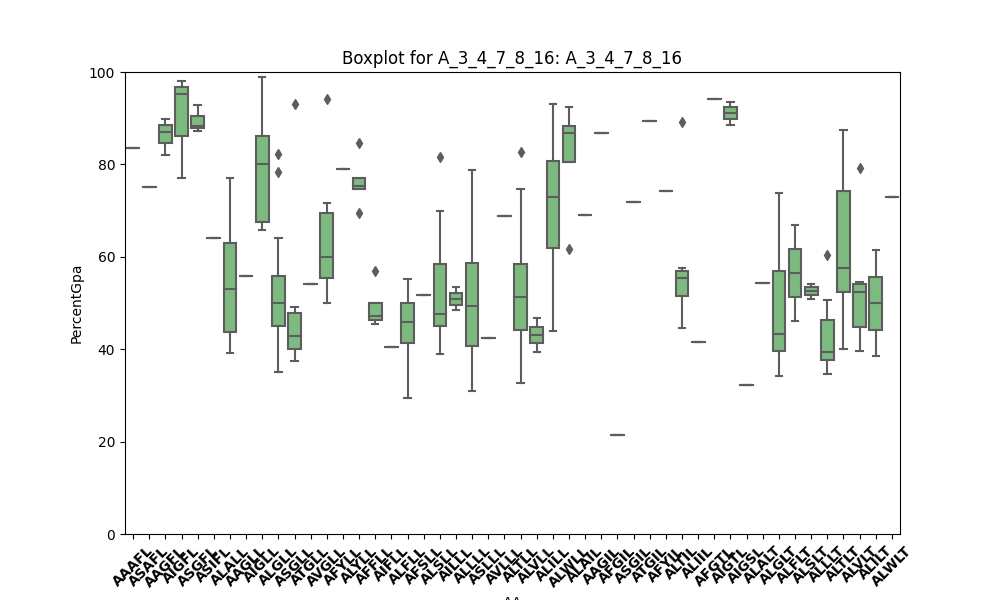 Boxplot for A_3_4_7_8_16: A_3_4_7_8_16
100
80
60
40
20
0
PercentGpa
AAAFL
ASAFL
AAGFL
AIGFL
ASGFL
ASIFL
ALALL
AAGLL
AIGLL
ALGLL
ASGLL
ATGLL
AVGLL
AFYLL
ALYLL
AFFLL
AIFLL
ALFLL
AFSLL
ALSLL
AILLL
ALLLL
ASLLL
AVLLL
ALTLL
ALVLL
ALILL
ALWLL
ALAIL
AAGIL
AFGIL
ASGIL
ATGIL
AFYIL
ALIIL
AFGTL
AIGTL
AIGSL
ALALT
ALGLT
ALFLT
ALSLT
ALLLT
ALTLT
ALVLT
ALILT
ALWLT